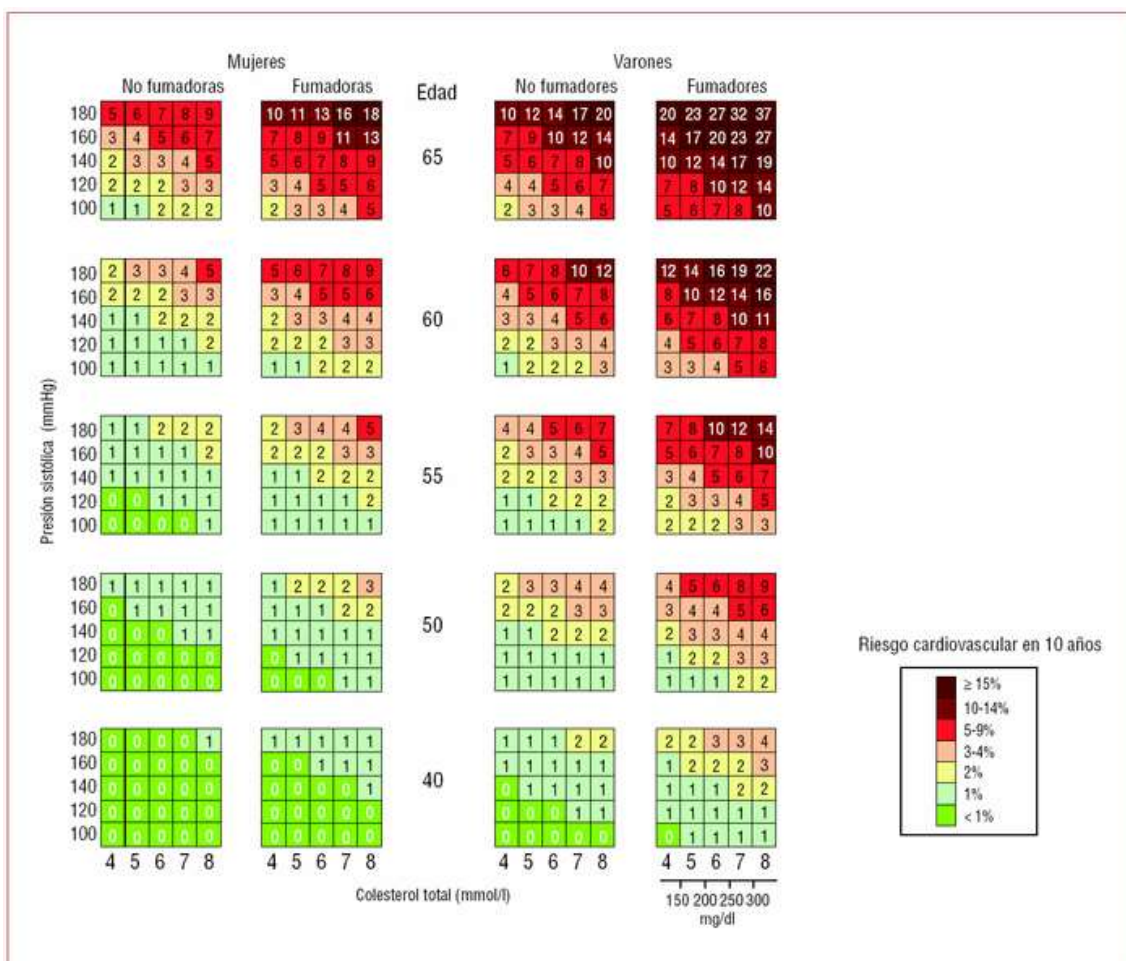 Mujeres Varones
No fumadoras Fumadoras Edad No fumadores Fumadores
180 5 6 7 8 9 10 11 13 16 18 10 12 14 17 20 20 23 27 32 37
160 3 4 5 6 7 7 8 9 11 13 7 9 10 12 14 14 17 20 23 27
140 2 3 3 4 5 5 6 7 8 9 65 5 6 7 8 10 10 12 14 17 19
120 2 2 2 3 3 3 4 5 5 6 4 4 5 6 7 7 8 10 12 14
100 1 1 2 2 2 2 3 3 4 5 2 3 3 4 5 5 6 7 8 10
180 2 3 3 4 5 5 6 7 8 9 6 7 8 10 12 12 14 16 19 22
160 2 2 2 3 3 3 4 5 5 6 4 5 6 7 8 8 10 12 14 16
140 1 1 2 2 2 2 3 3 4 4 60 3 3 4 5 6 6 7 8 10 11
120 1 1 1 1 2 2 2 2 3 3 2 2 3 3 4 4 5 6 7 8
100 1 1 1 1 1 1 1 2 2 2 1 2 2 2 3 3 3 4 5 6
180 1 1 2 2 2 2 3 4 4 5 4 4 5 6 7 7 8 10 12 14
160 1 1 1 1 2 2 2 2 3 3 2 3 3 4 5 5 6 7 8 10
140 1 1 1 1 1 1 1 2 2 2 55 2 2 2 3 3 3 4 5 6 7
120 0 0 1 1 1 1 1 1 1 2 1 1 2 2 2 2 3 3 4 5
100 0 0 0 0 1 1 1 1 1 1 1 1 1 1 2 2 2 2 3 3
Presión sistólica (mmHg)
180 1 1 1 1 1 1 2 2 2 3 2 3 3 4 4 4 5 6 8 9
160 0 1 1 1 1 1 1 1 2 2 2 2 2 3 3 3 4 4 5 6
140 0 0 0 1 1 1 1 1 1 1 50 1 1 2 2 2 2 3 3 4 4
120 0 0 0 0 0 0 1 1 1 1 1 1 1 1 1 1 2 2 3 3
100 0 0 0 0 0 0 0 0 1 1 1 1 1 1 1 1 1 1 2 2
180 0 0 0 0 1 1 1 1 1 1 1 1 1 2 2 2 2 3 3 4
160 0 0 0 0 0 0 0 1 1 1 1 1 1 1 1 1 2 2 2 3
140 0 0 0 0 0 0 0 0 0 1 40 0 1 1 1 1 1 1 1 2 2
120 0 0 0 0 0 0 0 0 0 0 0 0 0 1 1 1 1 1 1 1
100 0 0 0 0 0 0 0 0 0 0 0 0 0 0 0 0 1 1 1 1
4 5 6 7 8 4 5 6 7 8 4 5 6 7 8 4 5 6 7 8
Colesterol total (mmol/l)
150 200 250 300
mg/dl
Riesgo cardiovascular en 10 años
≥ 15%
10-14%
5-9%
3-4%
2%
1%
< 1%